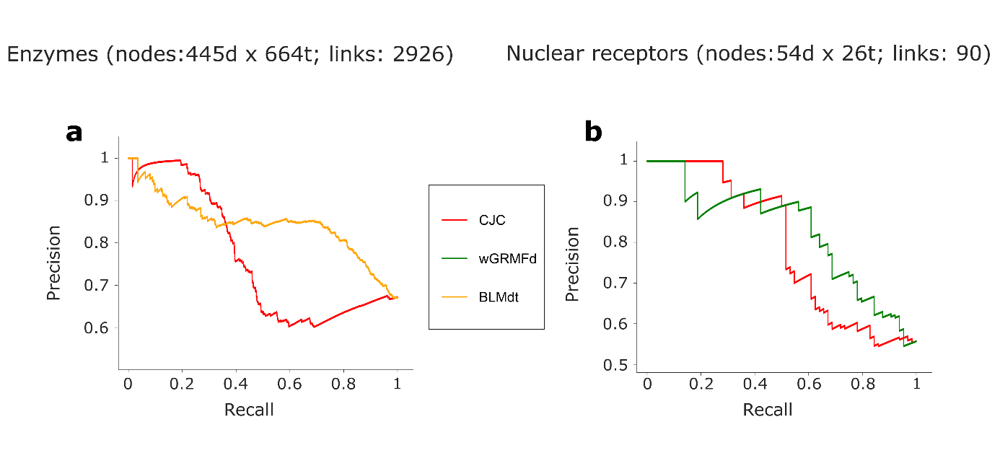 Enzymes (nodes:445d x 664t; links: 2926)
Nuclear receptors (nodes:54d x 26t; links: 90)
a
1
0.9
0.8
0.7
0.6
Precision
0 0.2 0.4 0.6 0.8 1
Recall
CJC
wGRMFd
BLMdt
b
1
0.9
0.8
0.7
0.6
0.5
Precision
0 0.2 0.4 0.6 0.8 1
Recall